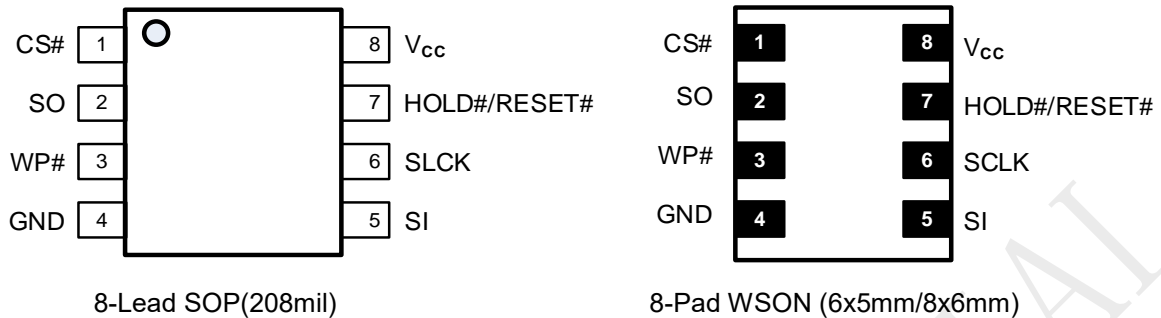 CS# 1 8 Vcc
SO 2 7 HOLD#/RESET#
WP# 3 6 SLCK
GND 4 5 SI
8-Lead SOP(208mil)
CS# 1 8 Vcc
SO 2 7 HOLD#/RESET#
WP# 3 6 SCLK
GND 4 5 SI
8-Pad WSON (6x5mm/8x6mm)
AI